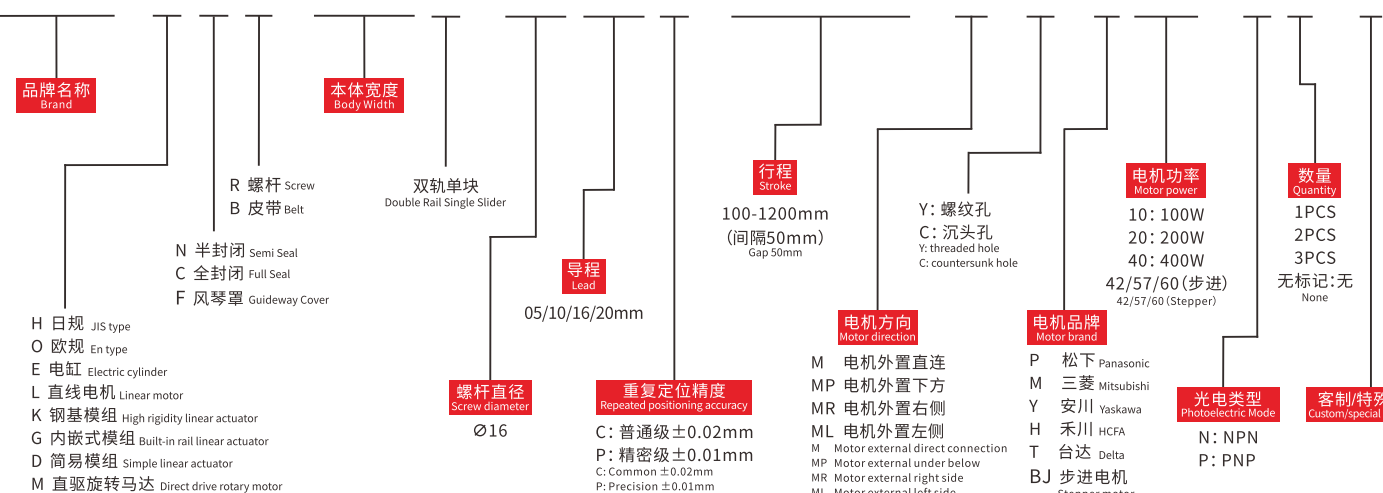 品牌名称
Brand
H 日规 JIS type
O 欧规 En type
E 电缸 Electric cylinder
L 直线电机 Linear motor
K 钢基模组 High rigidity linear actuator
G 内嵌式模组 Built-in rail linear actuator
D 简易模组 Simple linear actuator
M 直驱旋转马达 Direct drive rotary motor
N 半封闭 Semi Seal
C 全封闭 Full Seal
F 风琴罩 Guideway Cover
R 螺杆 Screw
B 皮带 Belt
本体宽度
Body Width
双轨单块
Double Rail Single Slider
螺杆直径
Screw diameter
Ø16
导程
Lead
05/10/16/20mm
重复定位精度
Repeated positioning accuracy
C：普通级±0.02mm
P：精密级±0.01mm
C: Common ±0.02mm
P: Precision ±0.01mm
行程
Stroke
100-1200mm
（间隔50mm）
Gap 50mm
电机方向
Motor direction
M 电机外置直连
MP 电机外置下方
MR 电机外置右侧
ML 电机外置左侧
M Motor external direct connection
MP Motor external under below
MR Motor external right side
ML Motor external left side
Y：螺纹孔
C：沉头孔
Y: threaded hole
C: countersunk hole
电机品牌
Motor brand
P 松下 Panasonic
M 三菱 Mitsubishi
Y 安川 Yaskawa
H 禾川 HCFA
T 台达 Delta
BJ 步进电机
Stepper motor
电机功率
Motor power
10：100W
20：200W
40：400W
42/57/60（步进）
42/57/60（Stepper）
光电类型
Photoelectric Mode
N：NPN
P：PNP
数量
Quantity
1PCS
2PCS
3PCS
无标记：无
None
客制/特殊
Custom/special